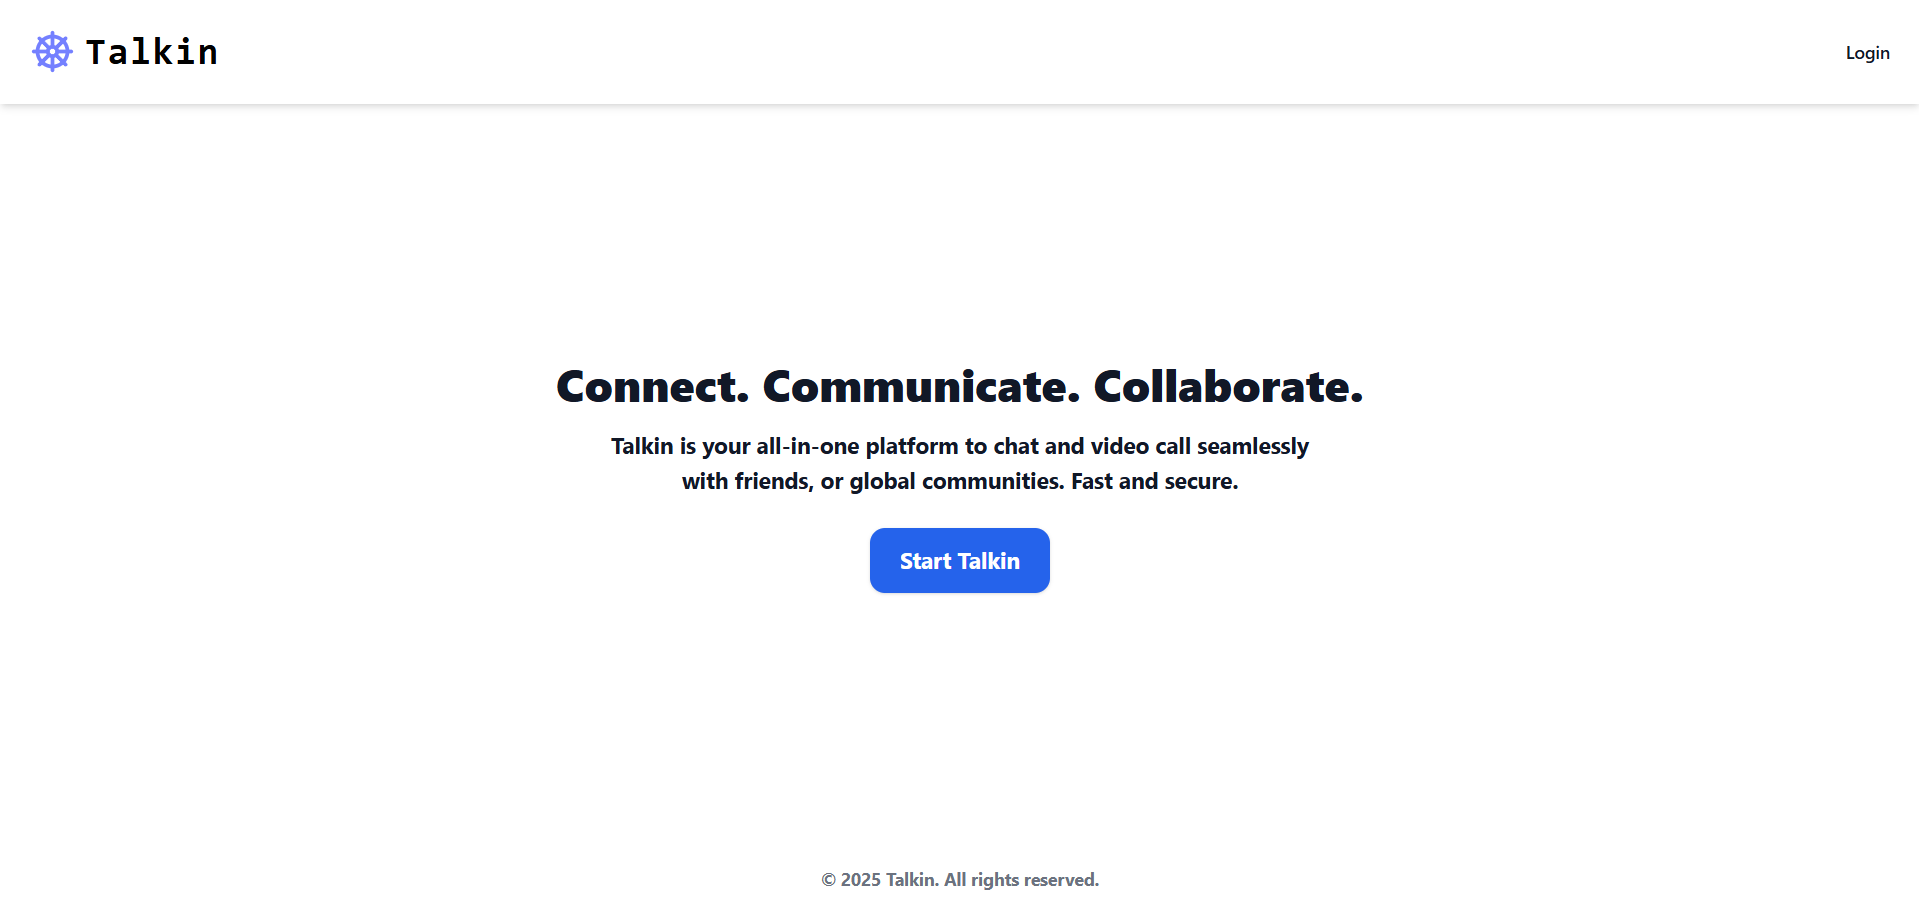 Talkin
Login
Connect. Communicate. Collaborate.
Talkin is your all-in-one platform to chat and video call seamlessly
with friends, or global communities. Fast and secure.
Start Talkin
© 2025 Talkin. All rights reserved.